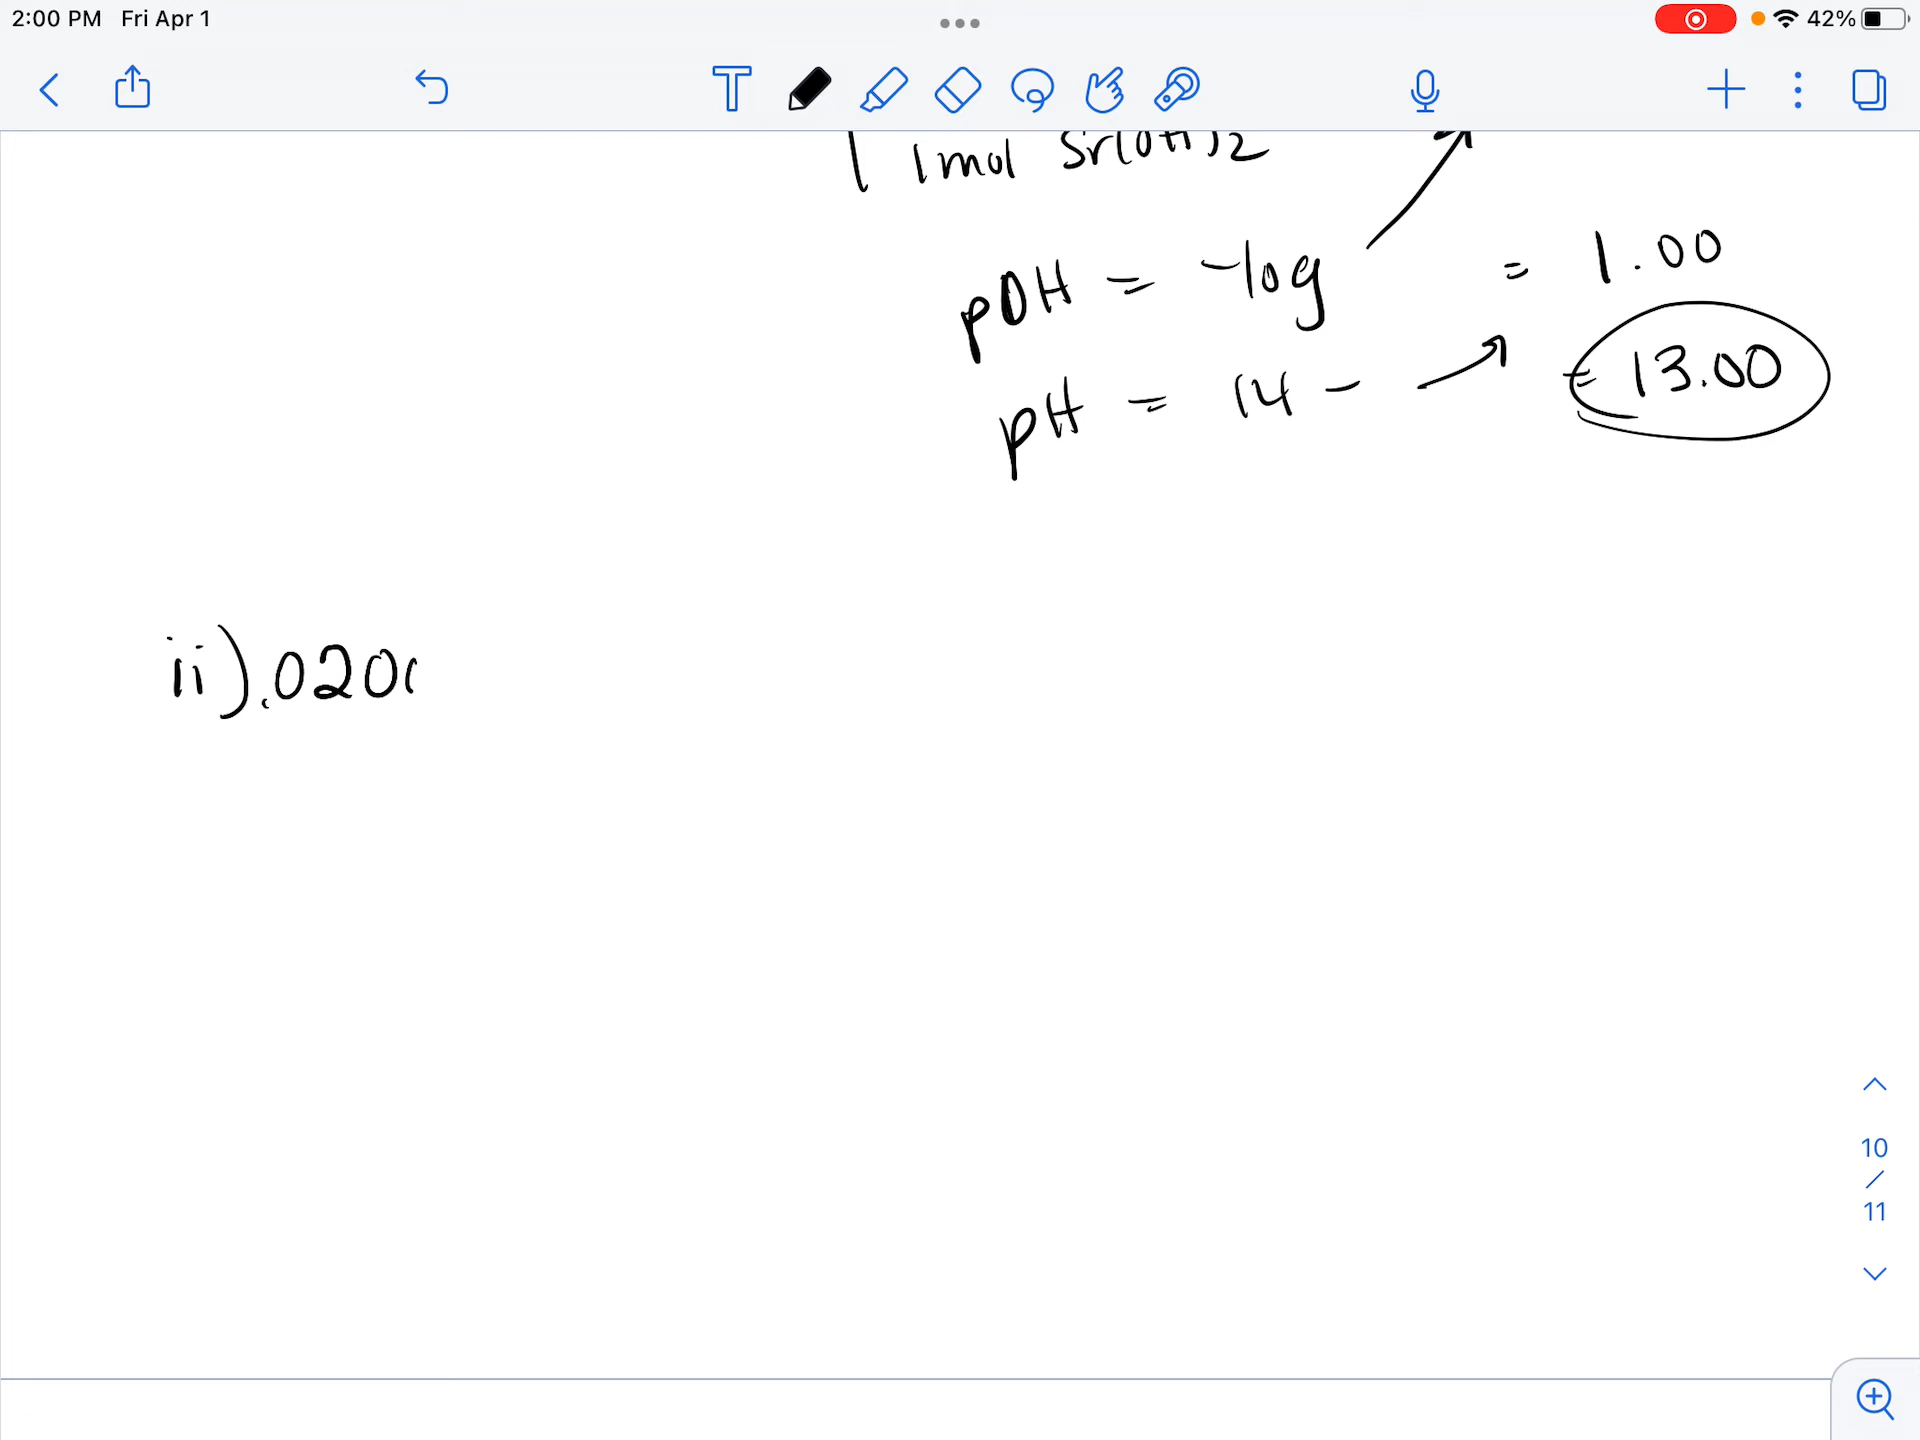 2:00 PM Fri Apr 1
42%
1 mol Sr(OH)2
pOH = -log = 1.00
pH = 14 - = 13.00
ii) .020
10
/
11